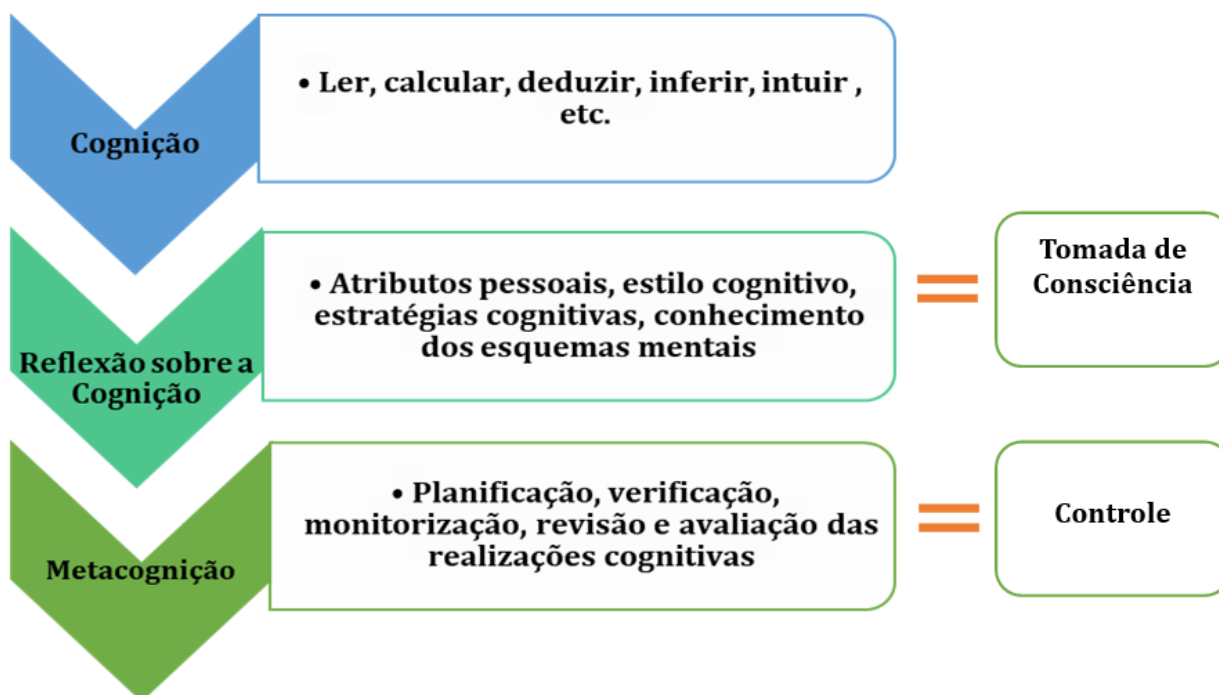 Cognição
• Ler, calcular, deduzir, inferir, intuir ,
etc.
Reflexão sobre a
Cognição
• Atributos pessoais, estilo cognitivo,
estratégias cognitivas, conhecimento
dos esquemas mentais
Tomada de
Consciência
Metacognição
• Planificação, verificação,
monitorização, revisão e avaliação das
realizações cognitivas
Controle